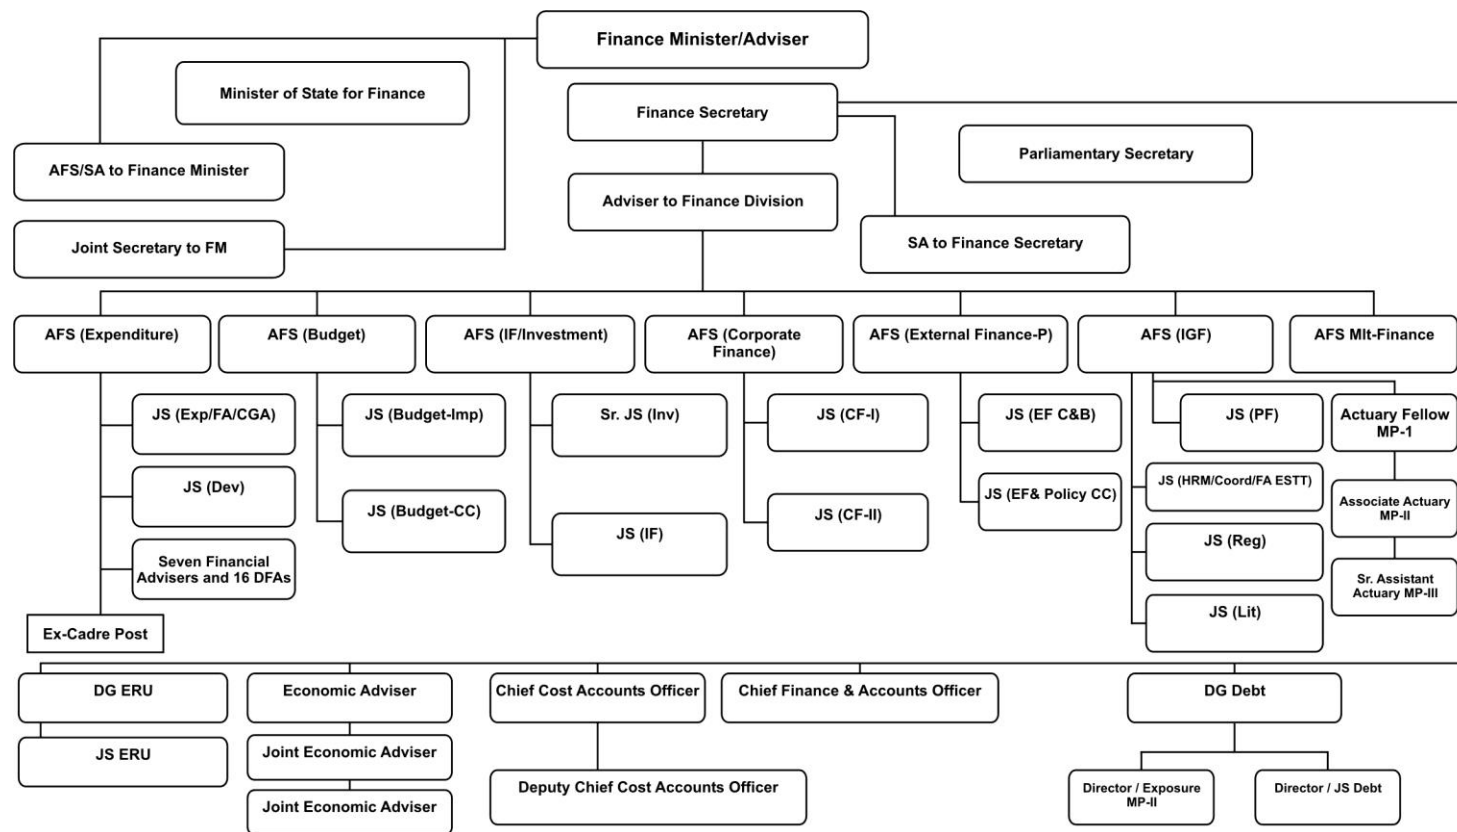 Finance Minister/Adviser
Minister of State for Finance
Finance Secretary
Parliamentary Secretary
AFS/SA to Finance Minister
Adviser to Finance Division
Joint Secretary to FM
SA to Finance Secretary
AFS (Expenditure)
AFS (Budget)
AFS (IF/Investment)
AFS (Corporate
Finance)
AFS (External Finance-P)
AFS (IGF)
AFS Mlt-Finance
JS (Exp/FA/CGA)
JS (Budget-Imp)
Sr. JS (Inv)
JS (CF-I)
JS (EF C&B)
JS (PF)
Actuary Fellow
MP-1
JS (Dev)
JS (Budget-CC)
JS (IF)
JS (CF-II)
JS (EF& Policy CC)
JS (HRM/Coord/FA ESTT)
Associate Actuary
MP-II
JS (Reg)
Seven Financial
Advisers and 16 DFAs
Sr. Assistant
Actuary MP-III
JS (Lit)
Ex-Cadre Post
DG ERU
Economic Adviser
Chief Cost Accounts Officer
Chief Finance & Accounts Officer
DG Debt
JS ERU
Joint Economic Adviser
Deputy Chief Cost Accounts Officer
Director / Exposure
MP-II
Director / JS Debt
Joint Economic Adviser